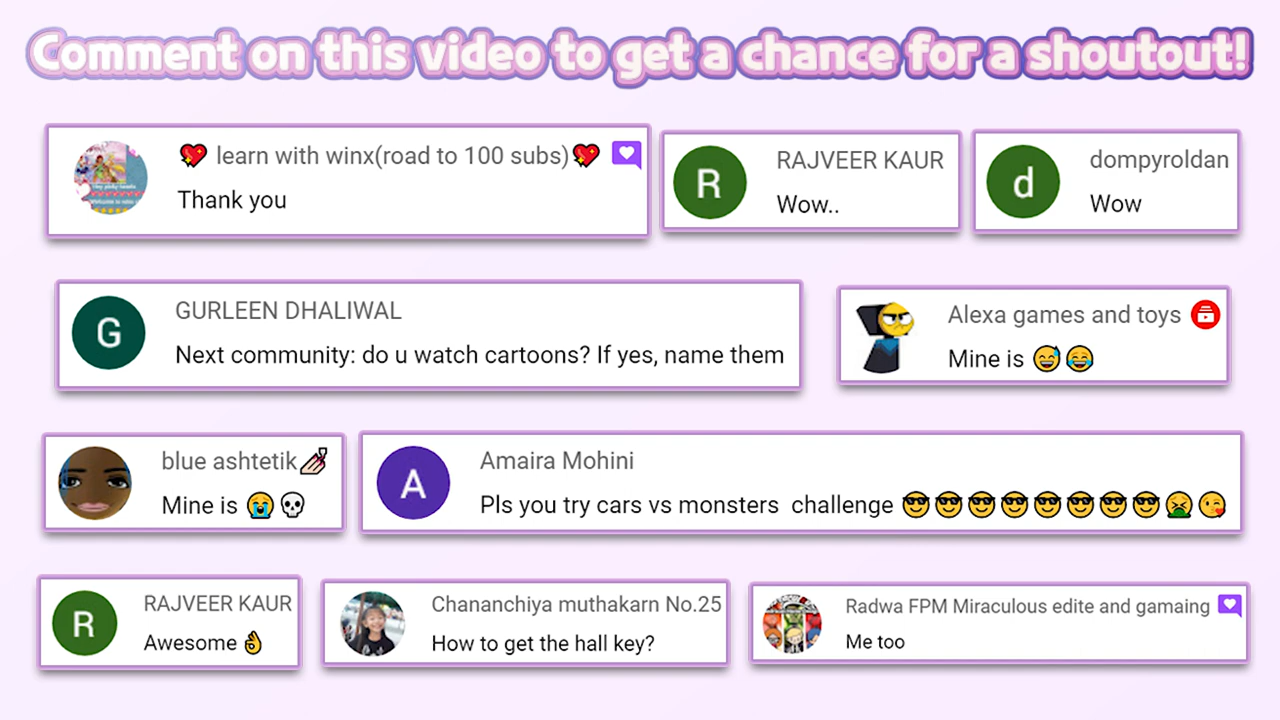 Comment on this video to get a chance for a shoutout!
💖 learn with winx(road to 100 subs)💖
Thank you
R
RAJVEER KAUR
Wow..
d
dompyroldan
Wow
G
GURLEEN DHALIWAL
Next community: do u watch cartoons? If yes, name them
Alexa games and toys
Mine is 😅😂
blue ashtetik💅🏻
Mine is 😭💀
A
Amaira Mohini
Pls you try cars vs monsters  challenge 😎😎😎😎😎😎😎😎🤮😘
R
RAJVEER KAUR
Awesome👌
Chananchiya muthakarn No.25
How to get the hall key?
Radwa FPM Miraculous edite and gamaing
Me too